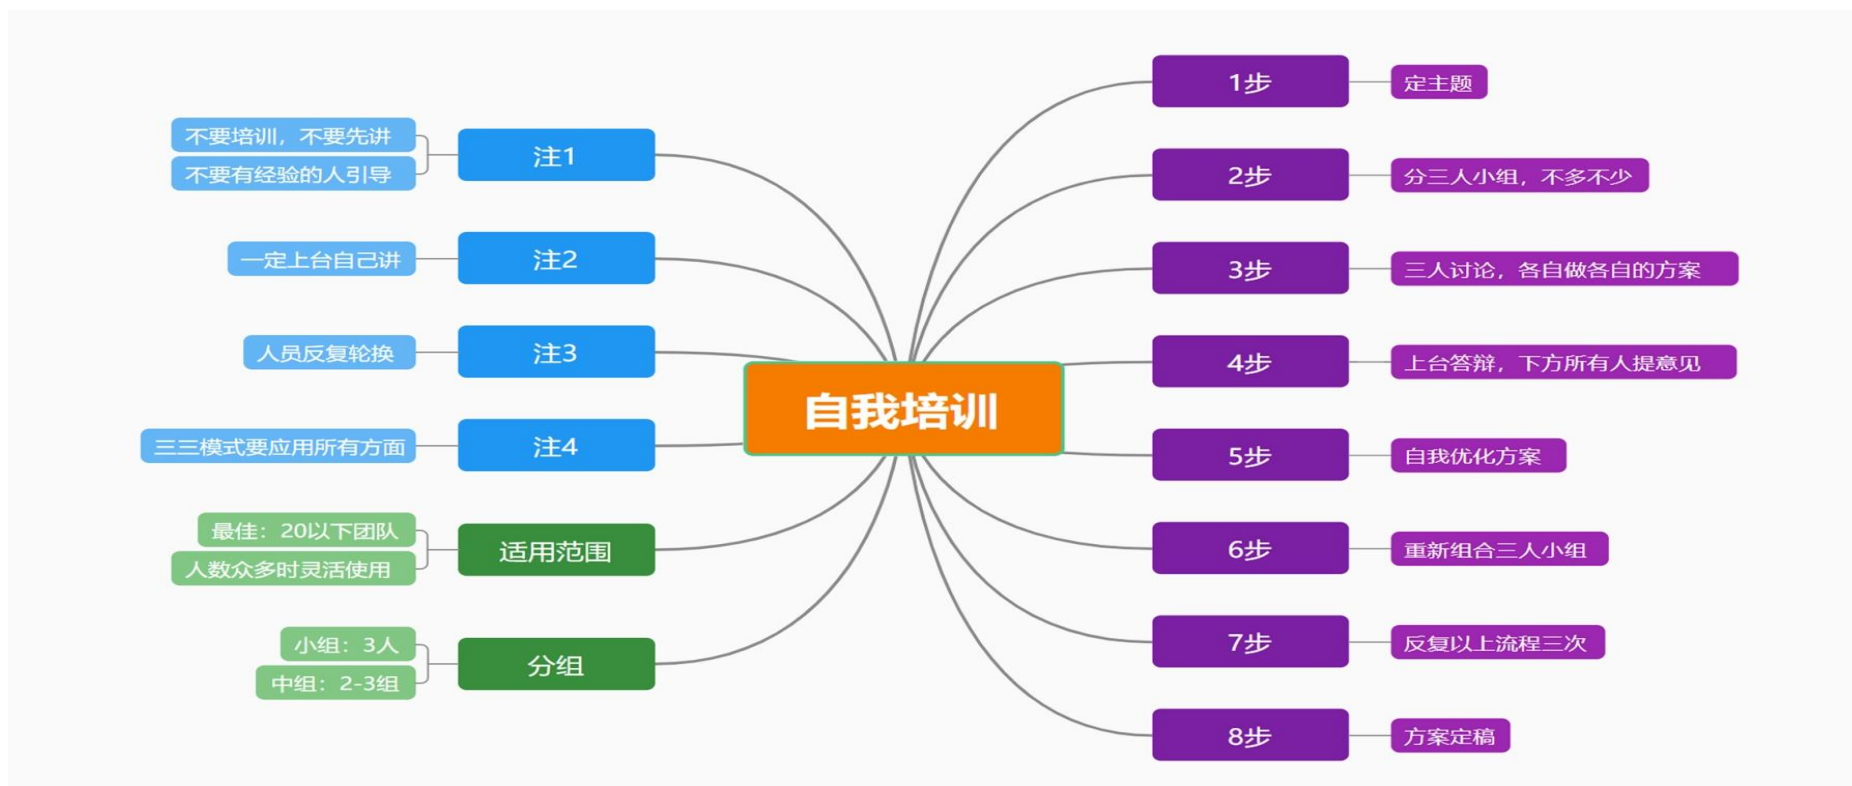 自我培训
1步
定主题
2步
分三人小组，不多不少
3步
三人讨论，各自做各自的方案
4步
上台答辩，下方所有人提意见
5步
自我优化方案
6步
重新组合三人小组
7步
反复以上流程三次
8步
方案定稿
注1
不要培训，不要先讲
不要有经验的人引导
注2
一定上台自己讲
注3
人员反复轮换
注4
三三模式要应用所有方面
适用范围
最佳：20以下团队
人数众多时灵活使用
分组
小组：3人
中组：2-3组